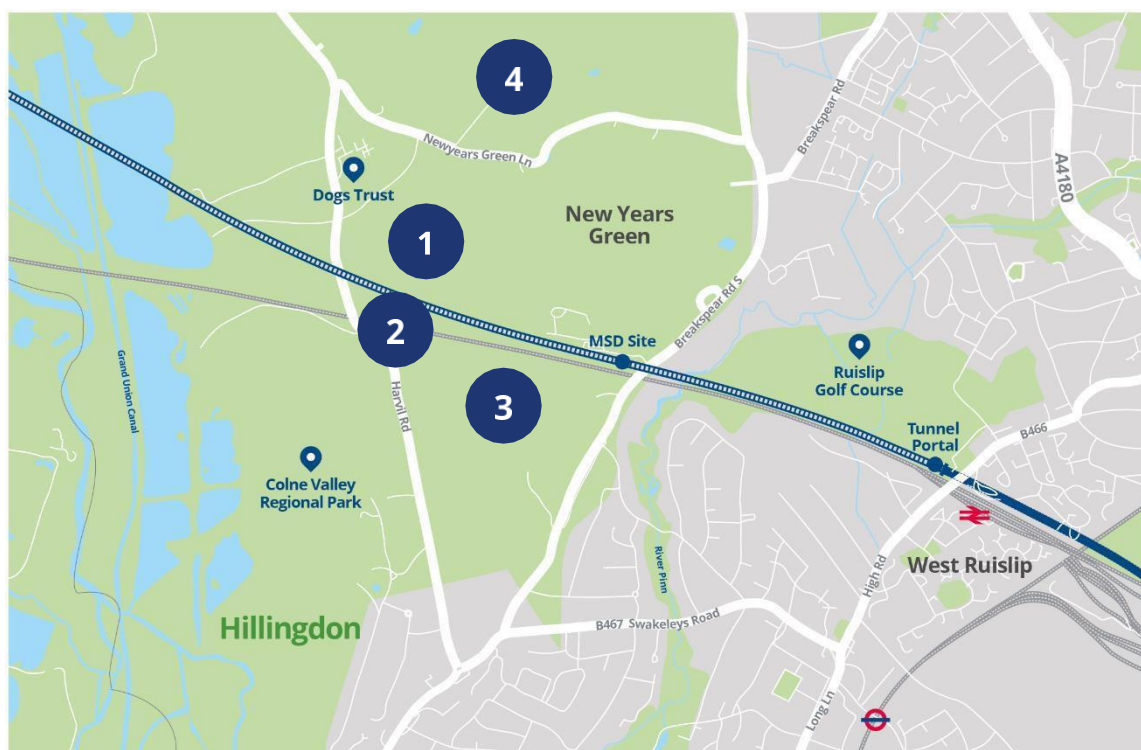 4
Newyears Green Ln
Breakspear Rd
A4180
Dogs Trust
New Years
Green
1
Breakspear Rd S
2
MSD Site
Ruislip
Golf Course
Grand Union Canal
Harvil Rd
3
Tunnel
Portal
B466
Colne Valley
Regional Park
River Pinn
High Rd
West Ruislip
Hillingdon
B467 Swakeleys Road
Long Ln